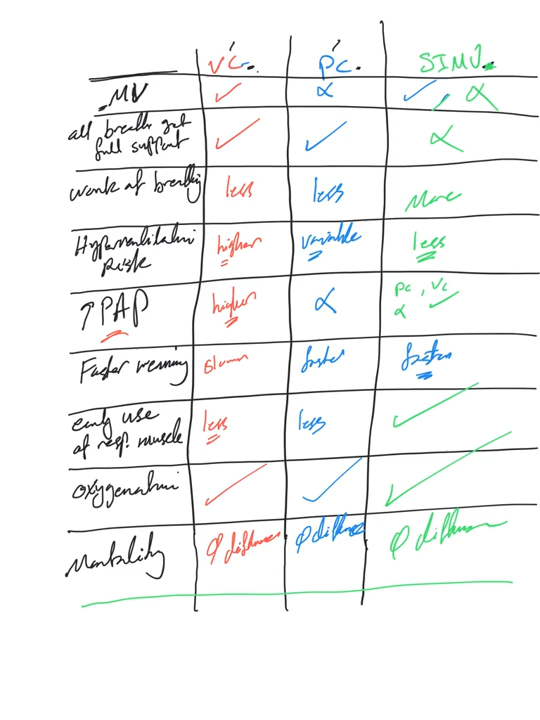 VC. PC. SIMV.
MV ✓ α ✓, α
all breath get
full support ✓ ✓ α
work of breathing less less More
Hyperventilation
Risk higher variable less
↑PAP higher α PC, VC
α ✓
Faster weaning slower faster faster
early use
of resp. muscle less less ✓
oxygenation ✓ ✓ ✓
Mortality φ difference φ difference φ difference